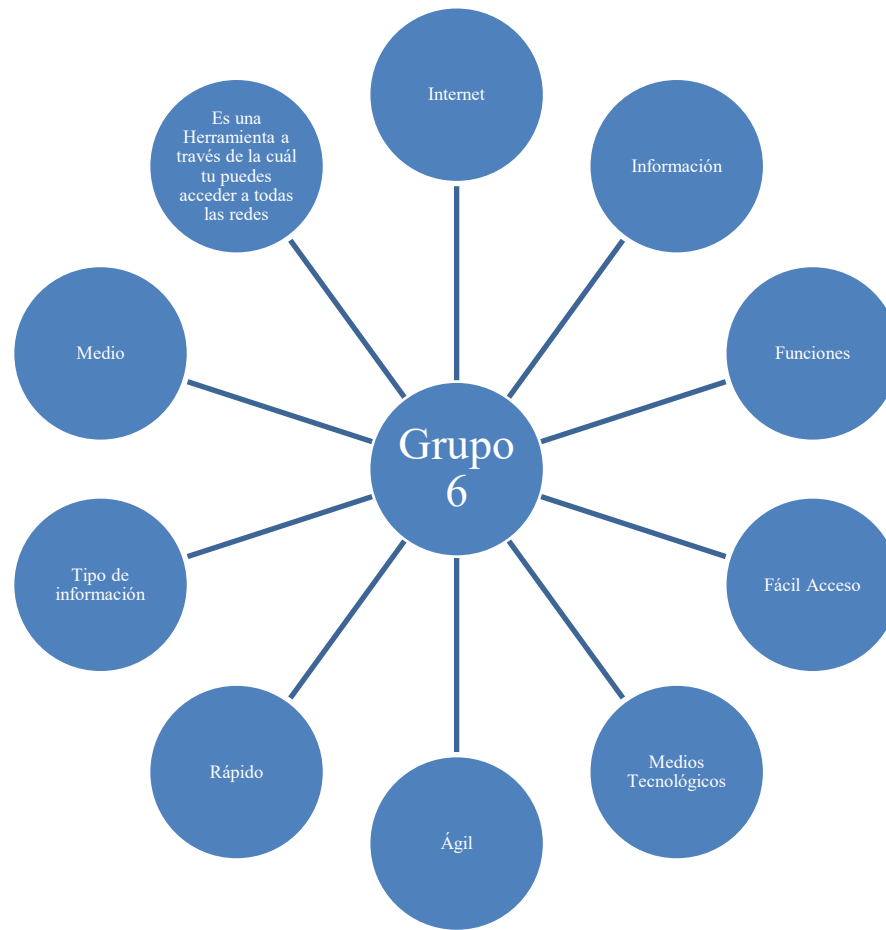 Internet
Información
Funciones
Fácil Acceso
Medios
Tecnológicos
Ágil
Rápido
Tipo de
información
Medio
Es una
Herramienta a
través de la cuál
tu puedes
acceder a todas
las redes
Grupo
6